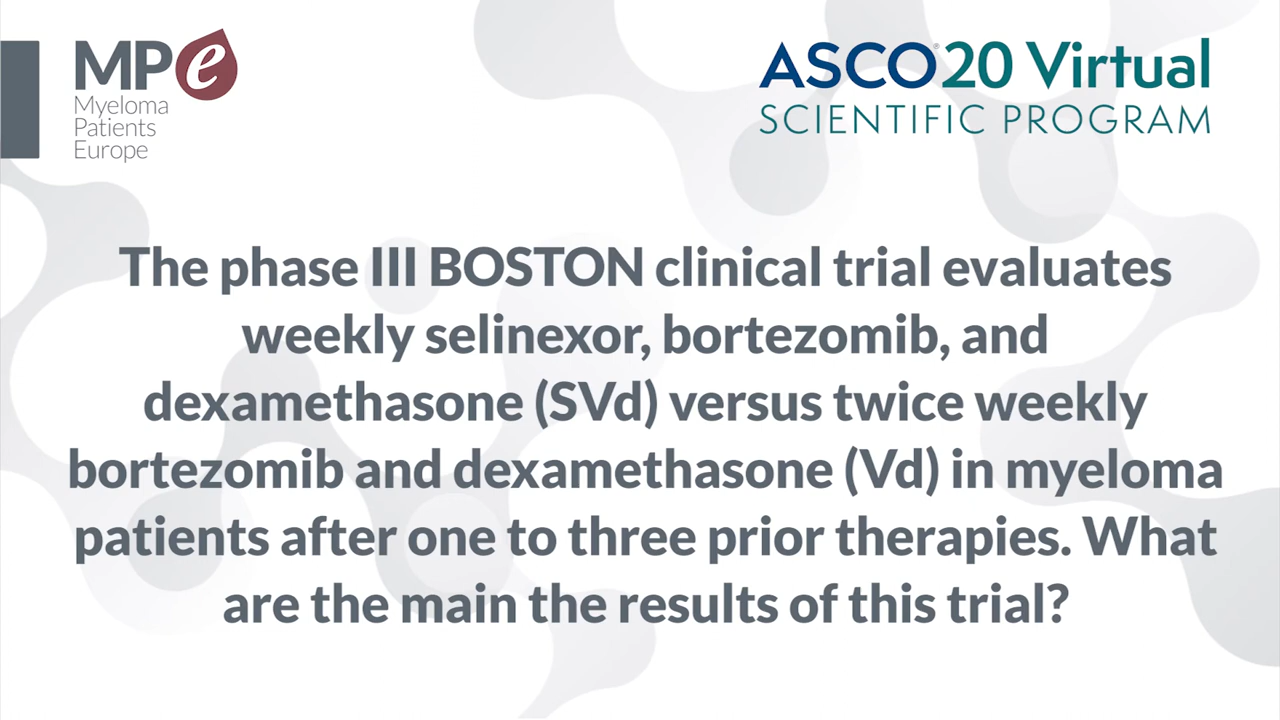 MPe
Myeloma
Patients
Europe
ASCO®20 Virtual
SCIENTIFIC PROGRAM
The phase III BOSTON clinical trial evaluates
weekly selinexor, bortezomib, and
dexamethasone (SVd) versus twice weekly
bortezomib and dexamethasone (Vd) in myeloma
patients after one to three prior therapies. What
are the main the results of this trial?